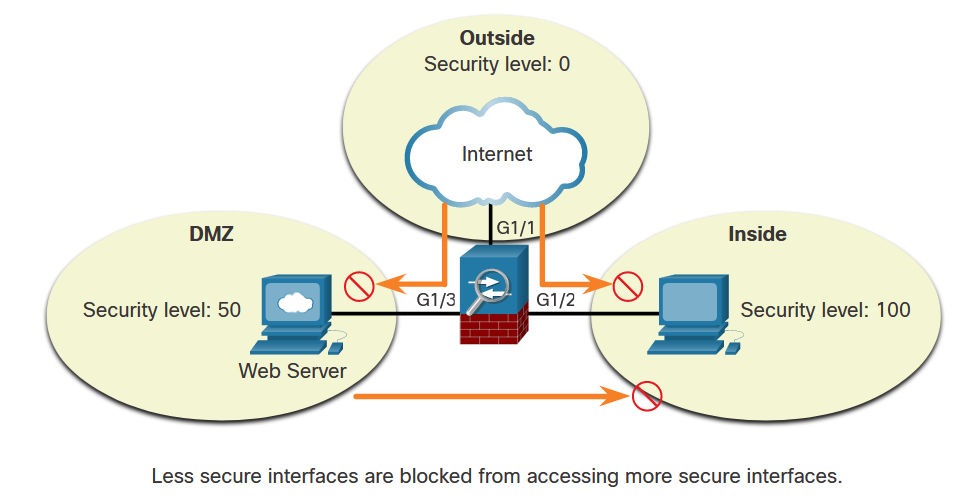 Outside
Security level: 0
Internet
G1/1
DMZ
Inside
G1/3
G1/2
Security level: 50
Security level: 100
Web Server
Less secure interfaces are blocked from accessing more secure interfaces.